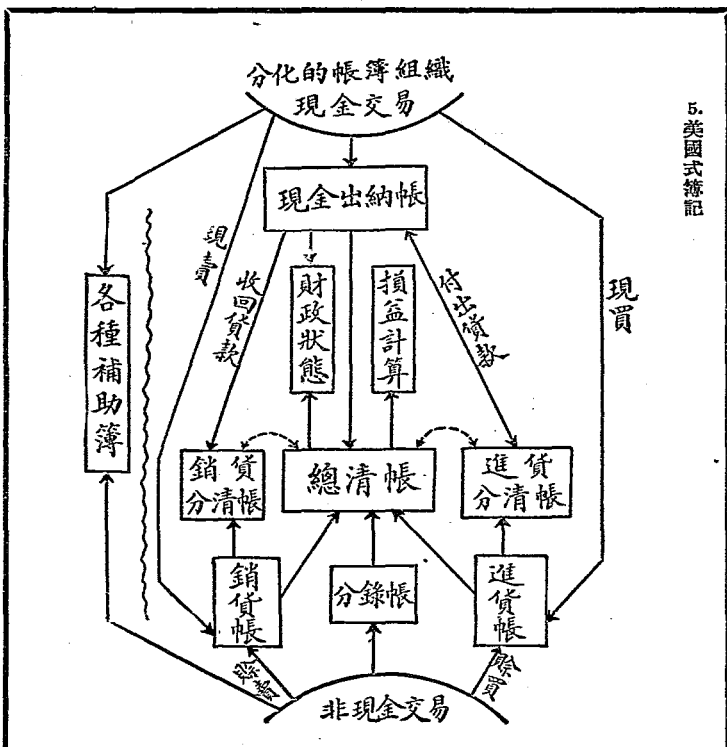 5.美國式簿記
分化的帳簿組織
現金交易
現金出納帳
現賣
收回貨款
財政狀態
損益計算
付出貨款
現買
各種補助簿
銷貨
分清帳
總清帳
進貨
分清帳
銷貨帳
分錄帳
進貨帳
賒賣
賒買
非現金交易